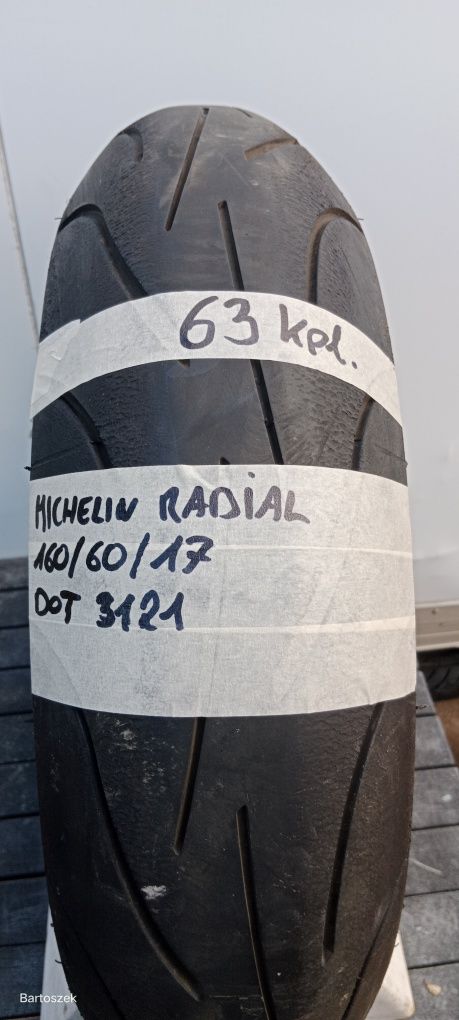 63 kpl.
MICHELIN RADIAL
160/60/17
DOT 3121
Bartoszek